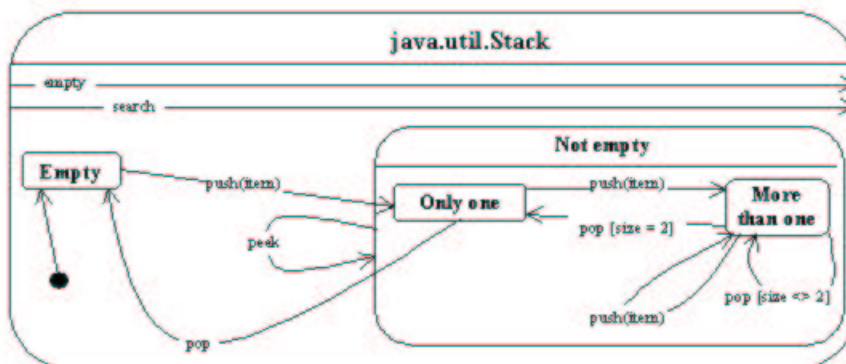 java.util.Stack
empty
search
Not empty
Empty
push(item)
Only one
push(item)
More
than one
peek
pop [size = 2]
pop [size <> 2]
push(item)
pop